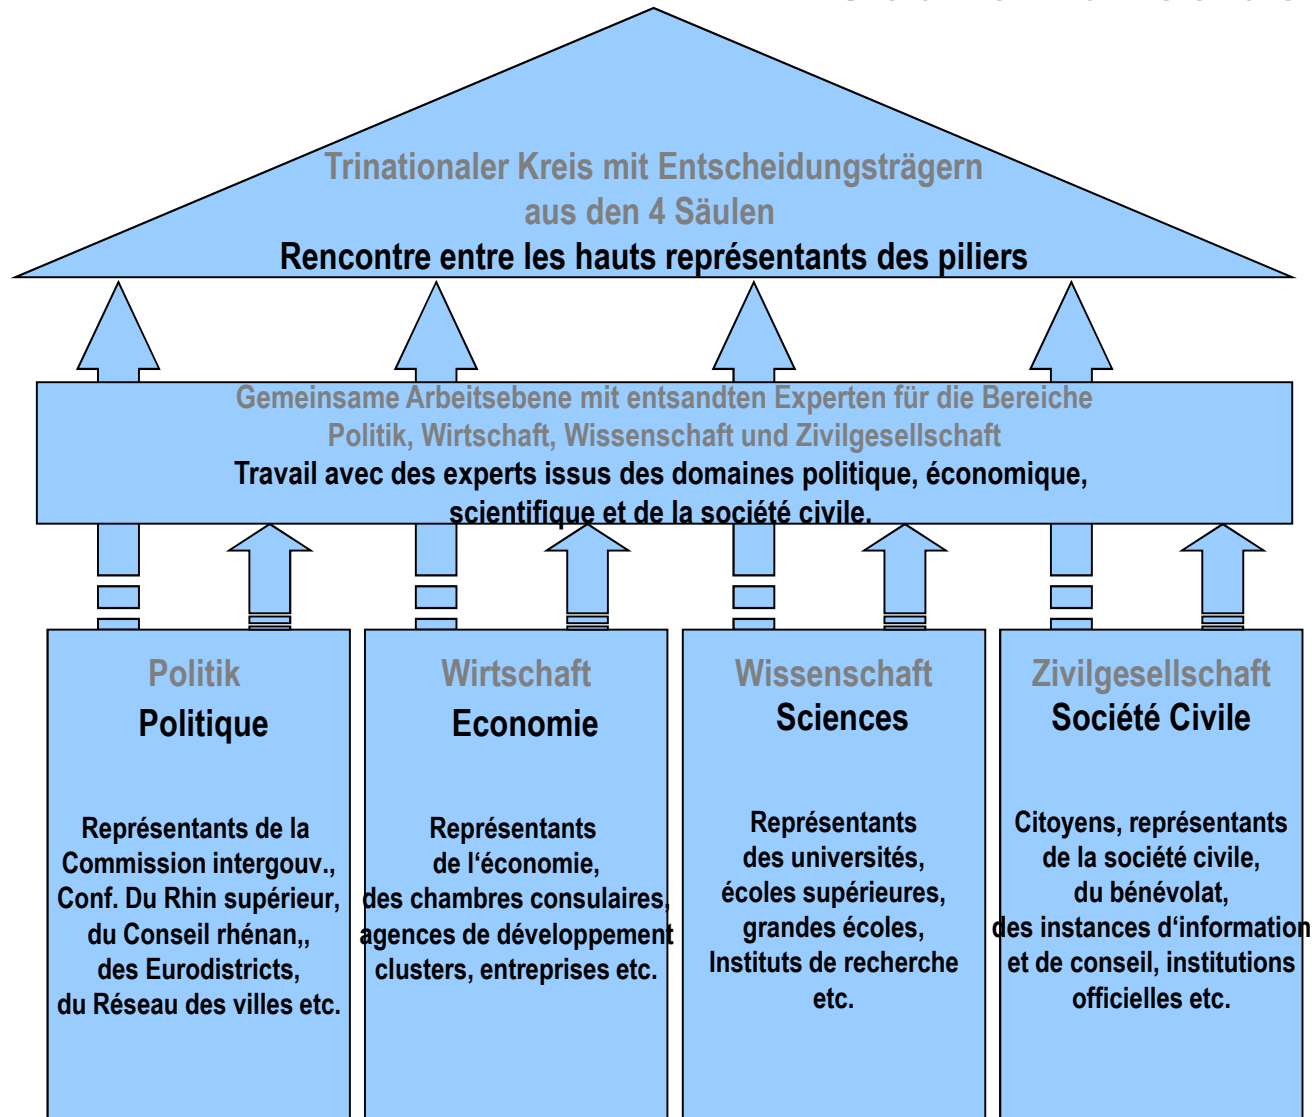 Trinationaler Kreis mit Entscheidungsträgern
aus den 4 Säulen
Rencontre entre les hauts représentants des piliers
Gemeinsame Arbeitsebene mit entsandten Experten für die Bereiche
Politik, Wirtschaft, Wissenschaft und Zivilgesellschaft
Travail avec des experts issus des domaines politique, économique,
scientifique et de la société civile.
Politik
Politique
Représentants de la
Commission intergouv.,
Conf. Du Rhin supérieur,
du Conseil rhénan,,
des Eurodistricts,
du Réseau des villes etc.
Wirtschaft
Economie
Représentants
de l‘économie,
des chambres consulaires,
agences de développement
clusters, entreprises etc.
Wissenschaft
Sciences
Représentants
des universités,
écoles supérieures,
grandes écoles,
Instituts de recherche
etc.
Zivilgesellschaft
Société Civile
Citoyens, représentants
de la société civile,
du bénévolat,
des instances d‘information
et de conseil, institutions
officielles etc.